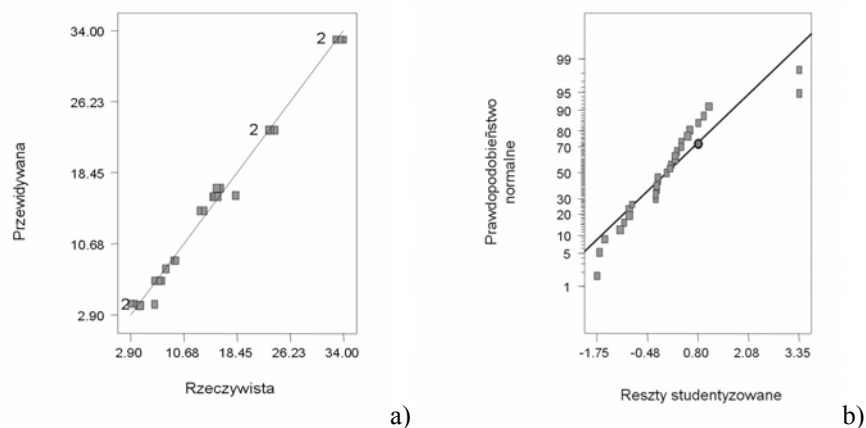 34.00
26.23
18.45
10.68
2.90
2
2
2
2.90 10.68 18.45 26.23 34.00
Przewidywana
Rzeczywista
a)
99
95
90
80
70
50
30
20
10
5
1
-1.75 -0.48 0.80 2.08 3.35
Prawdopodobieństwo
normalne
Reszty studentyzowane
b)